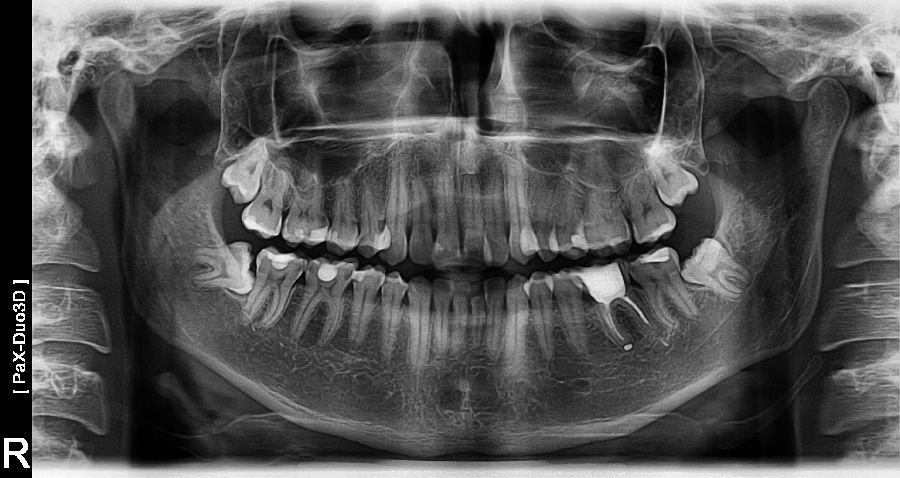 [ PaX-Duo3D ]
R